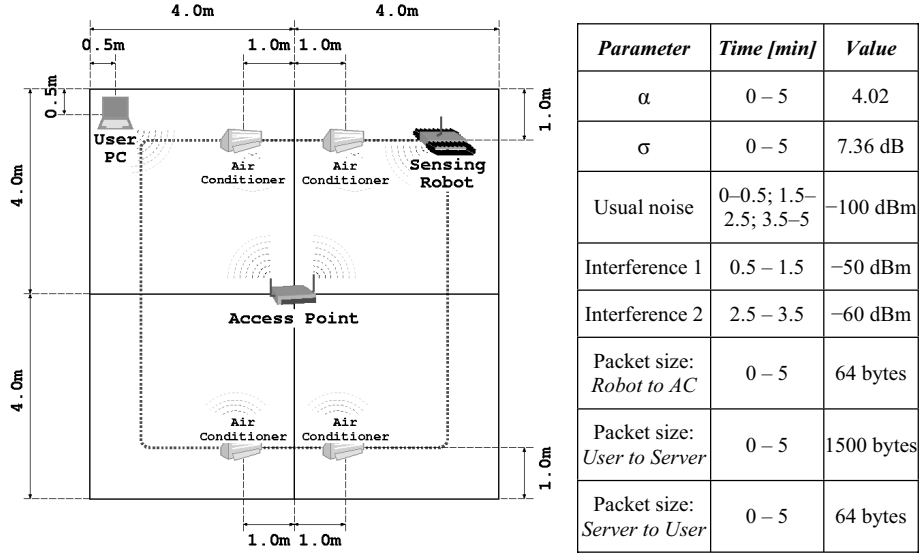 4.0m 4.0m
0.5m 1.0m 1.0m
0.5m
1.0m
User
PC
Air
Conditioner
Air
Conditioner
Sensing
Robot
4.0m
Access Point
4.0m
Air
Conditioner
Air
Conditioner
1.0m
1.0m 1.0m
Parameter Time [min] Value
α 0 – 5 4.02
σ 0 – 5 7.36 dB
Usual noise 0–0.5; 1.5–
2.5; 3.5–5 −100 dBm
Interference 1 0.5 – 1.5 −50 dBm
Interference 2 2.5 – 3.5 −60 dBm
Packet size:
Robot to AC 0 – 5 64 bytes
Packet size:
User to Server 0 – 5 1500 bytes
Packet size:
Server to User 0 – 5 64 bytes